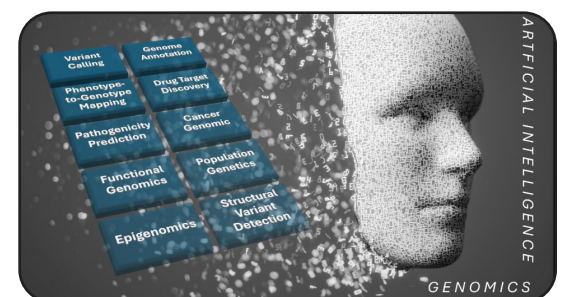 Variant
Calling
Genome
Annotation
Phenotype-
to-Genotype
Mapping
Drug Target
Discovery
Pathogenicity
Prediction
Cancer
Genomic
Functional
Genomics
Population
Genetics
Epigenomics
Structural
Variant
Detection
ARTFICIAL INTELLIGENCE
GENOMICS